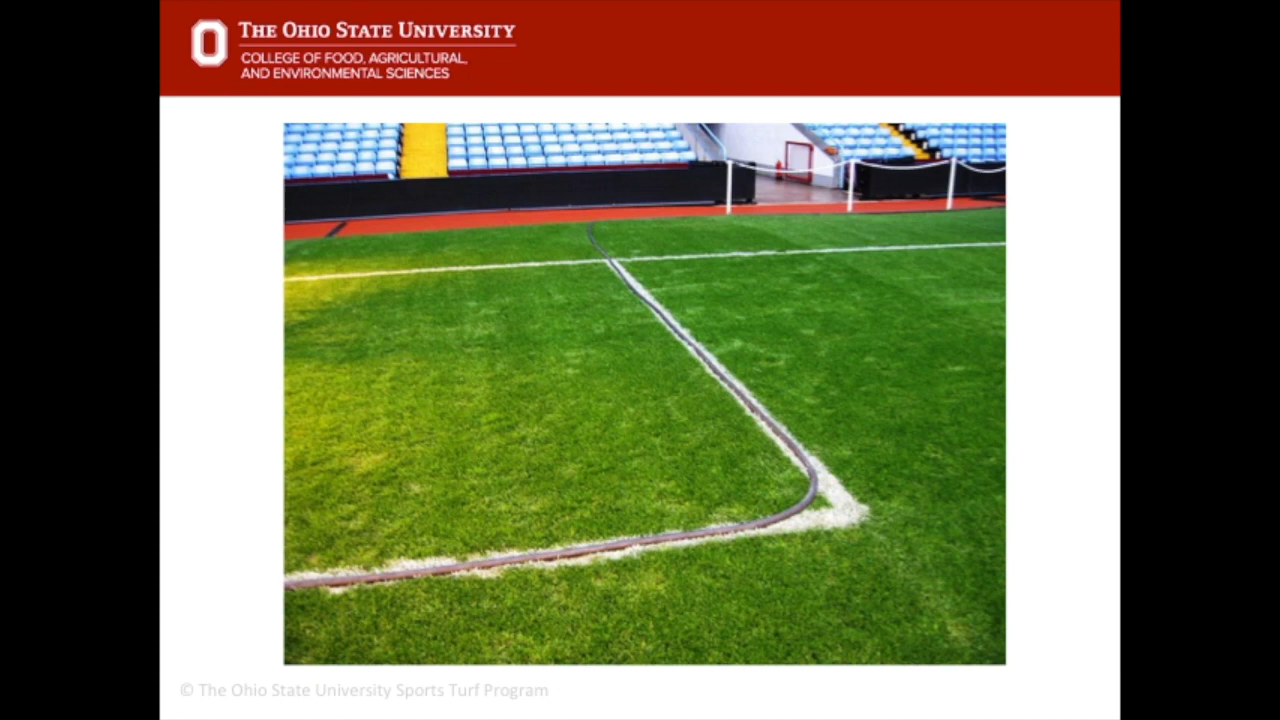 THE OHIO STATE UNIVERSITY
COLLEGE OF FOOD, AGRICULTURAL,
AND ENVIRONMENTAL SCIENCES
© The Ohio State University Sports Turf Program